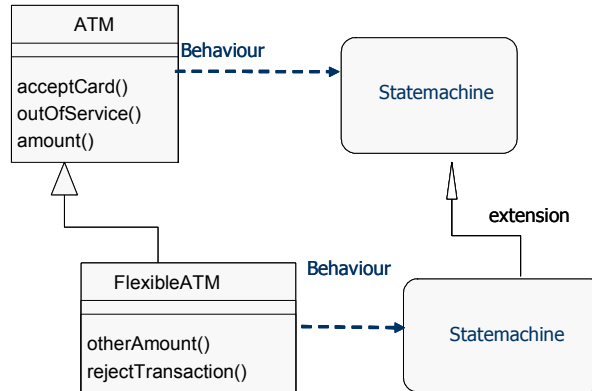 ATM
Behaviour
acceptCard()
outOfService()
amount()
Statemachine
extension
FlexibleATM
Behaviour
otherAmount()
rejectTransaction()
Statemachine